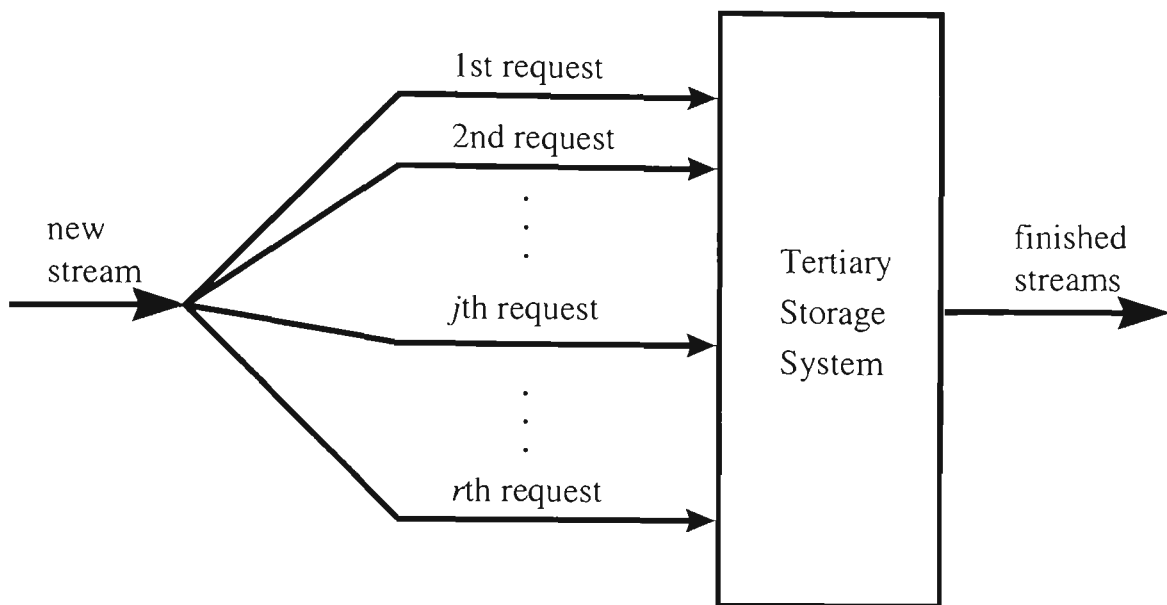 1st request
2nd request
new
stream
jth request
rth request
Tertiary
Storage
System
finished
streams